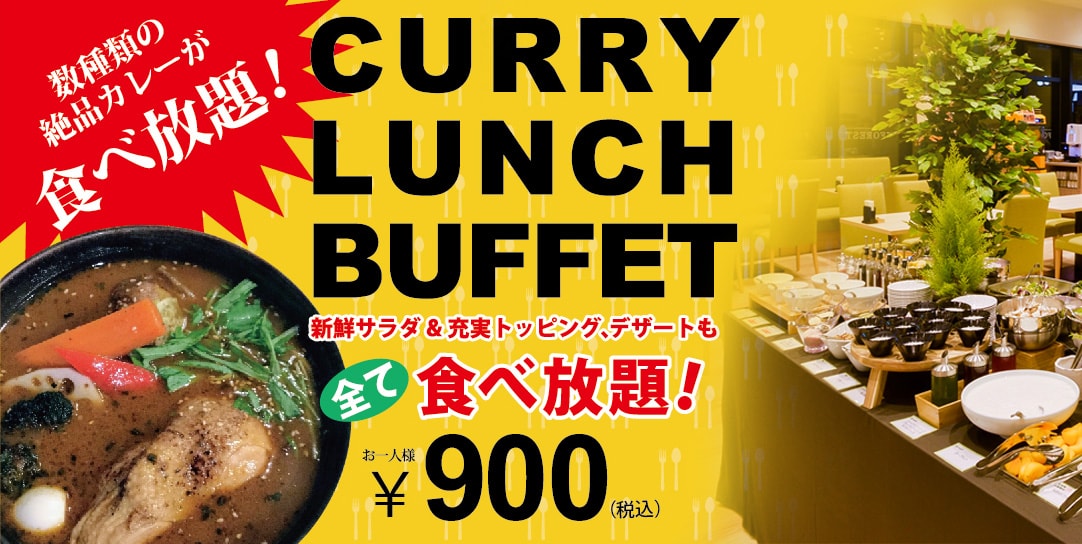 数種類の
絶品カレーが
食べ放題!
CURRY
LUNCH
BUFFET
新鮮サラダ&充実トッピング、デザートも
全て 食べ放題!
お一人様
¥900(税込)
FOREST